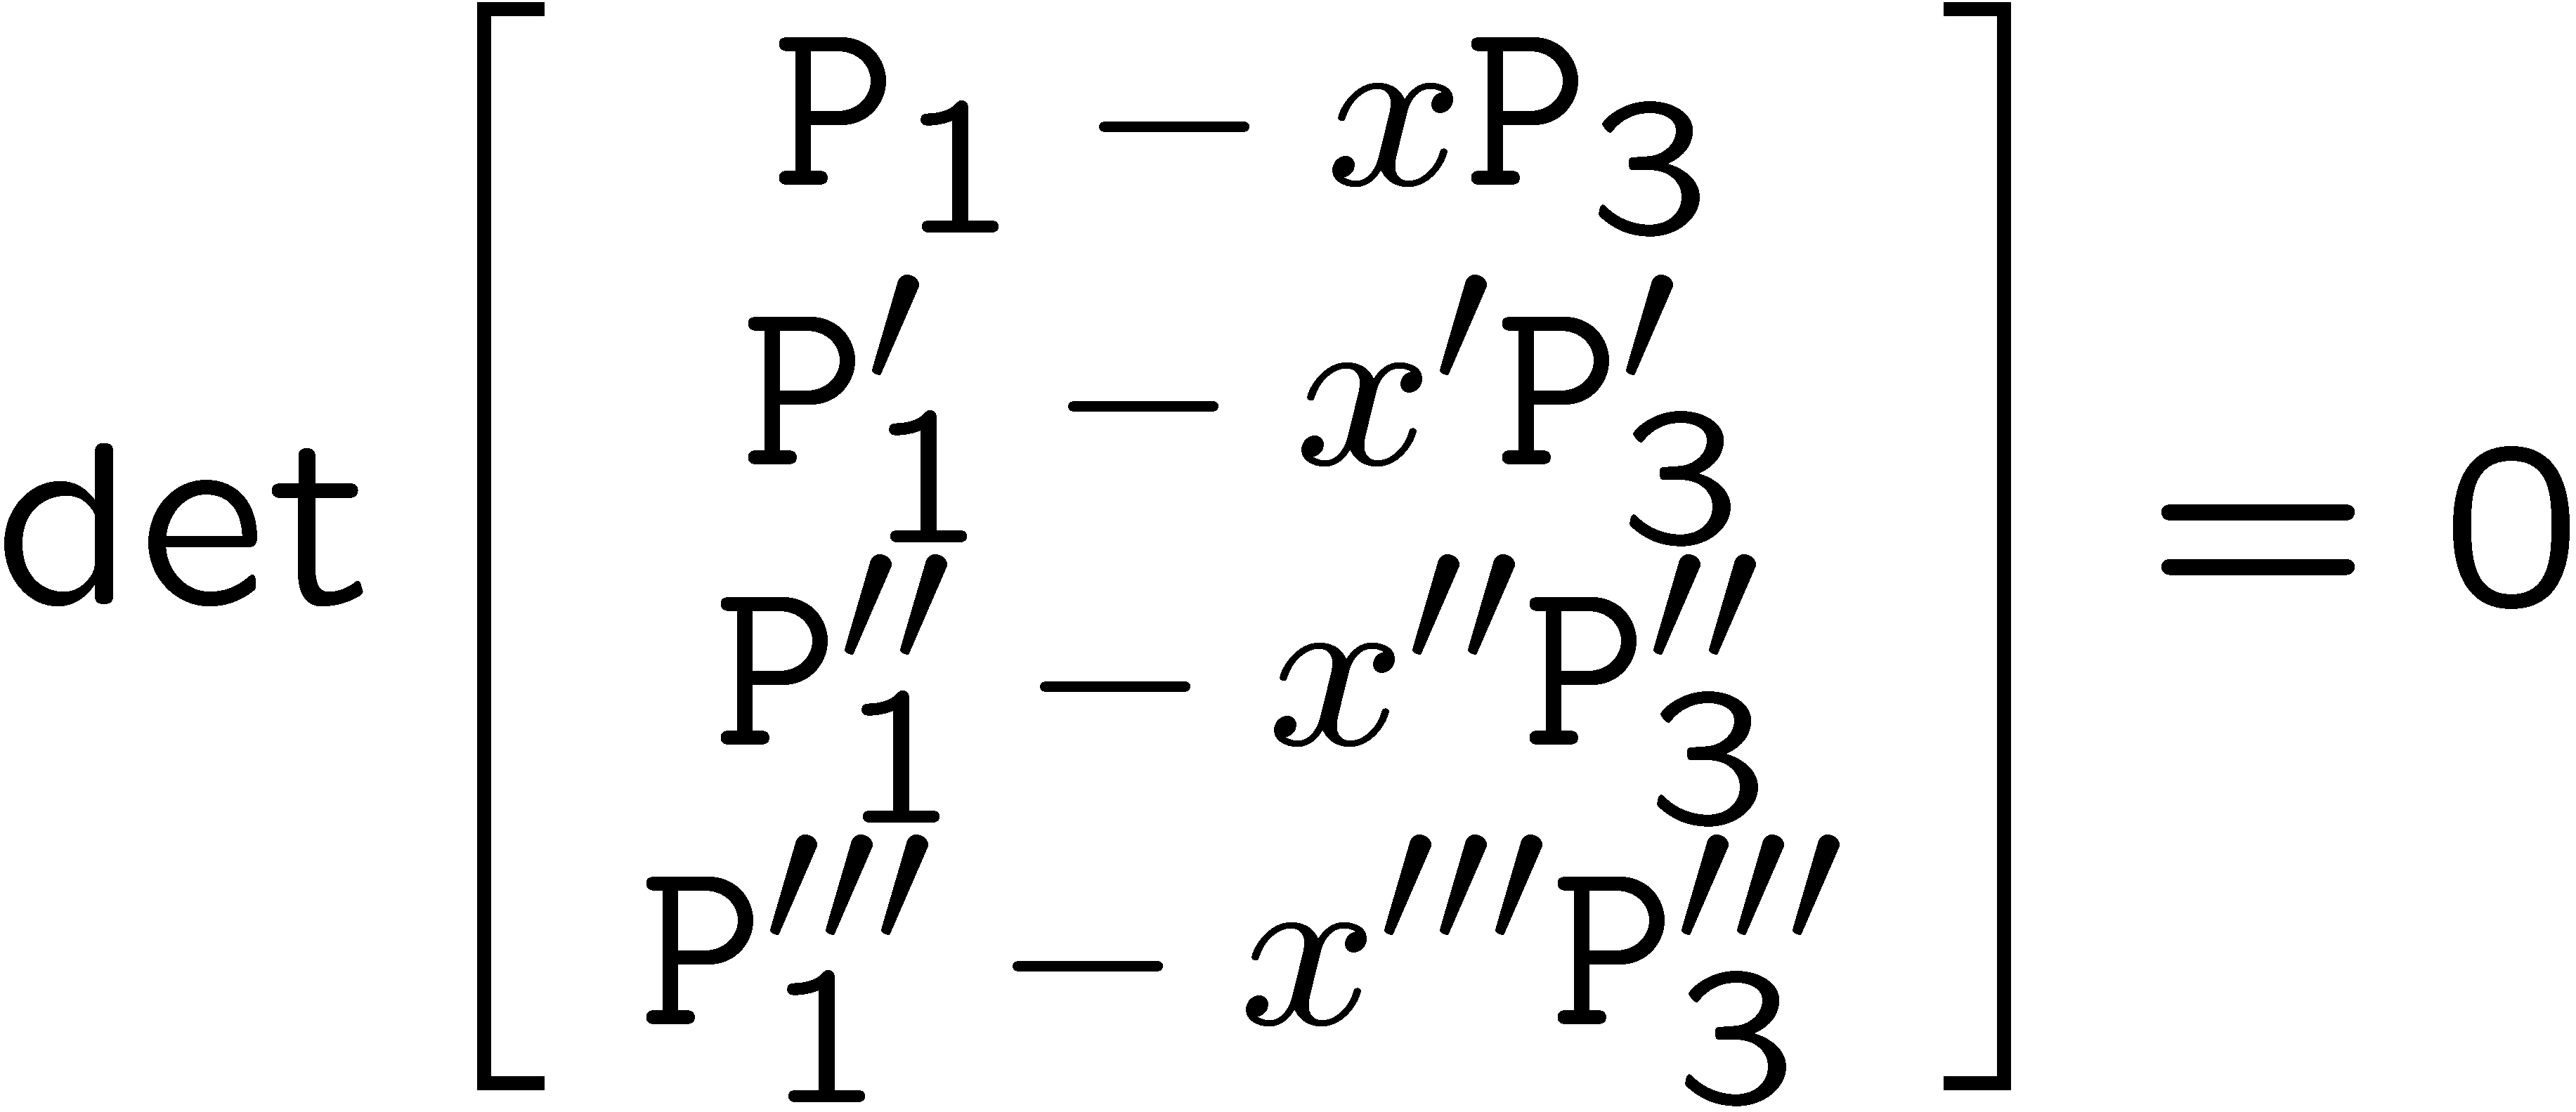 det [ P₁ − xP₃
P′₁ − x′P′₃
P″₁ − x″P″₃
P‴₁ − x‴P‴₃ ] = 0